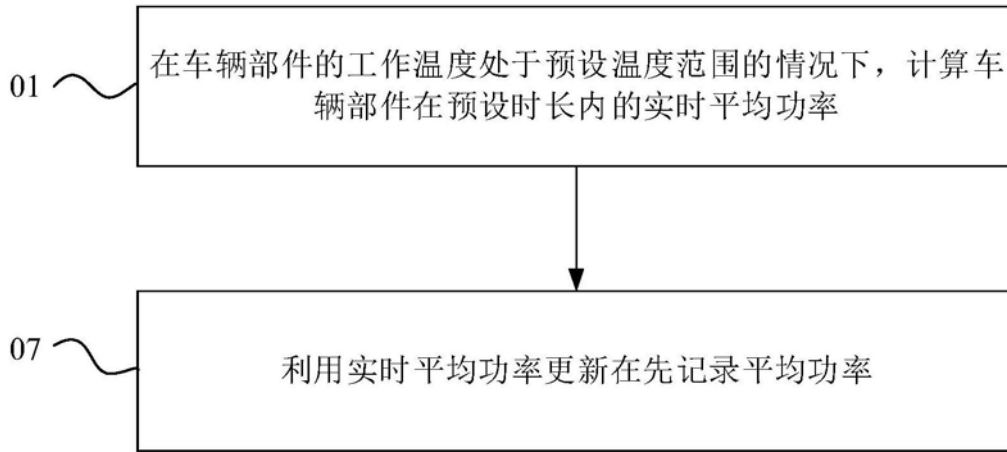 01
在车辆部件的工作温度处于预设温度范围的情况下，计算车
辆部件在预设时长内的实时平均功率
07
利用实时平均功率更新在先记录平均功率